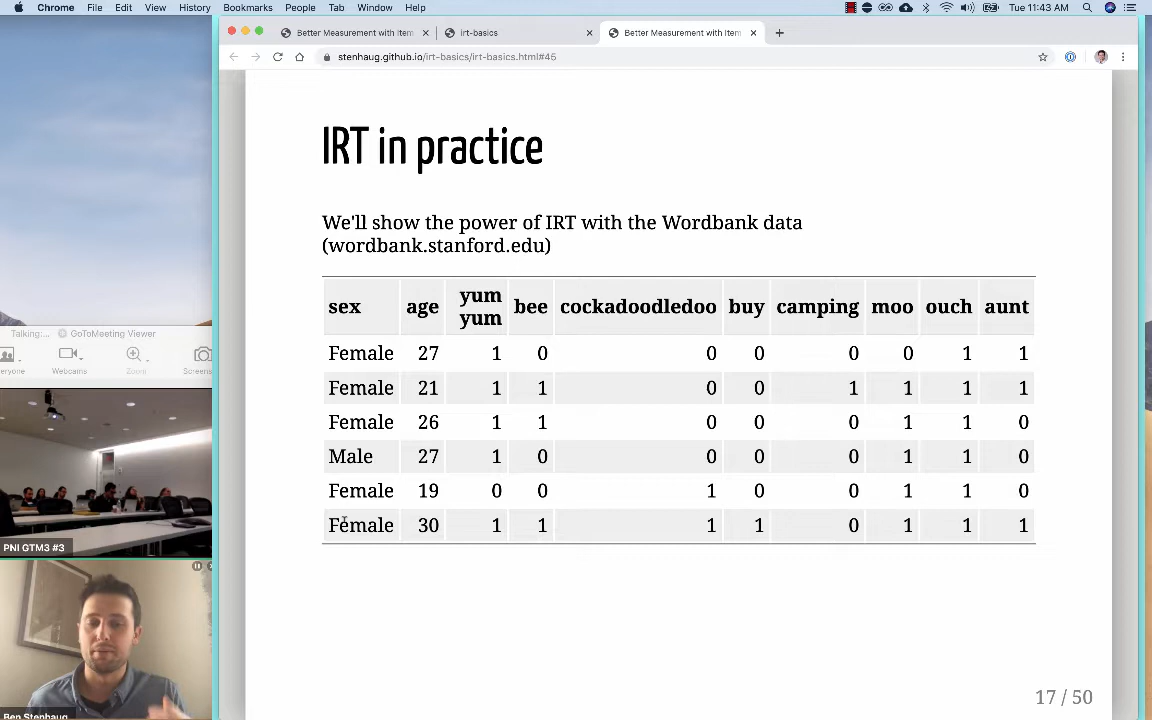 Chrome File Edit View History Bookmarks People Tab Window Help Tue 11:43 AM
Better Measurement with Item irt-basics Better Measurement with Item
stenhaug.github.io/irt-basics/irt-basics.html#45
IRT in practice
We'll show the power of IRT with the Wordbank data
(wordbank.stanford.edu)
sex age yum yum bee cockadoodledoo buy camping moo ouch aunt
Female 27 1 0 0 0 0 0 1 1
Female 21 1 1 0 0 1 1 1 1
Female 26 1 1 0 0 0 1 1 0
Male 27 1 0 0 0 0 1 1 0
Female 19 0 0 1 0 0 1 1 0
Female 30 1 1 1 1 0 1 1 1
17 / 50
Talking:... GoToMeeting Viewer
eryone Webcams Zoom Screens
PNI GTM3 #3
Ben Stenhaug